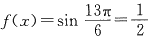 f(x)=sin 13π/6 = 1/2